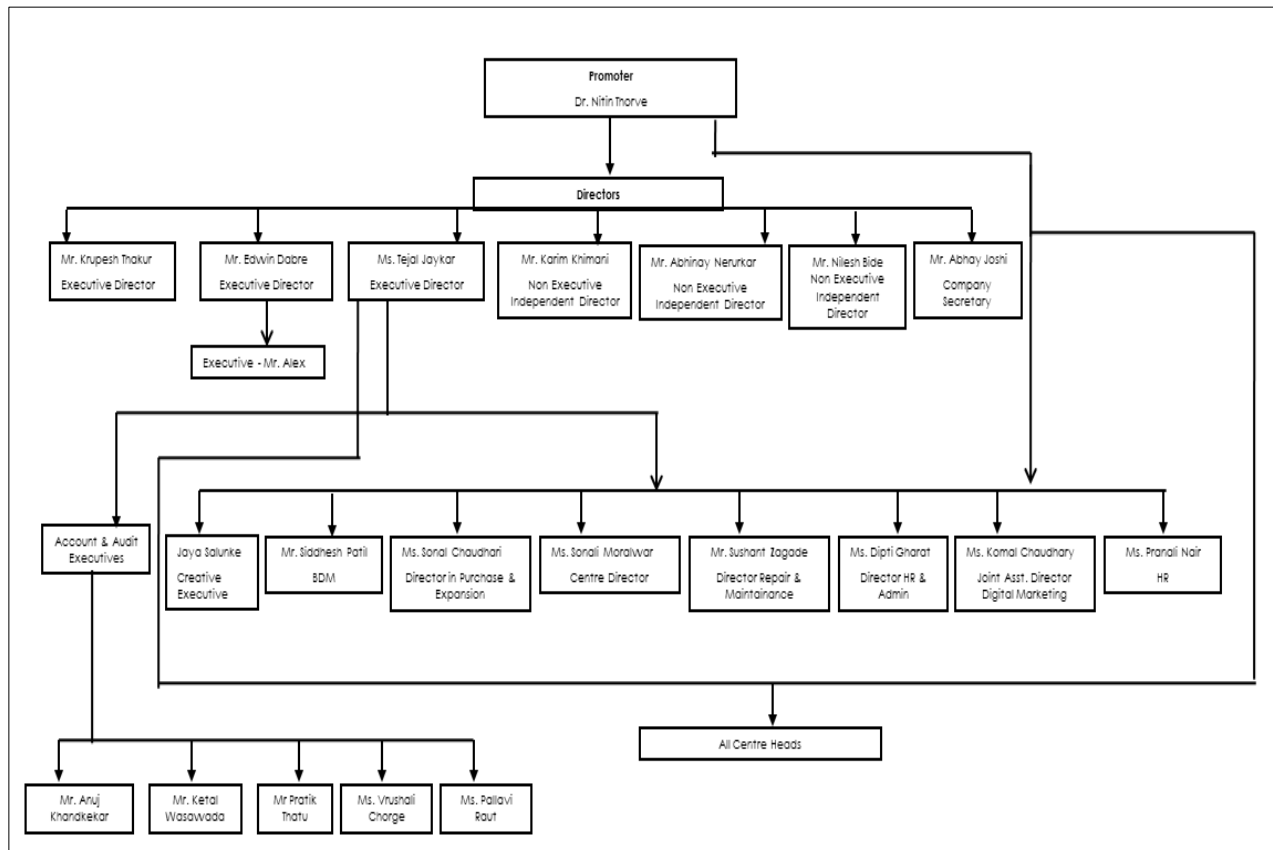 Promoter
Dr. Nitin Thorve
Directors
Mr. Krupesh Thakur
Executive Director
Mr. Edwin Dabre
Executive Director
Ms. Tejal Jaykar
Executive Director
Mr. Karim Khimani
Non Executive
Independent Director
Mr. Abhinay Nerurkar
Non Executive
Independent Director
Mr. Nilesh Bide
Non Executive
Independent
Director
Mr. Abhay Joshi
Company
Secretary
Executive - Mr. Alex
Account & Audit
Executives
Jaya Salunke
Creative
Executive
Mr. Siddhesh Patil
BDM
Ms. Sonal Chaudhari
Director in Purchase &
Expansion
Ms. Sonali Moralwar
Centre Director
Mr. Sushant Zagade
Director Repair &
Maintainance
Ms. Dipti Gharat
Director HR &
Admin
Ms. Komal Chaudhary
Joint Asst. Director
Digital Marketing
Ms. Pranali Nair
HR
All Centre Heads
Mr. Anuj
Khandkekar
Mr. Ketal
Wasawada
Mr Pratik
Thatu
Ms. Vrushali
Chorge
Ms. Pallavi
Raut